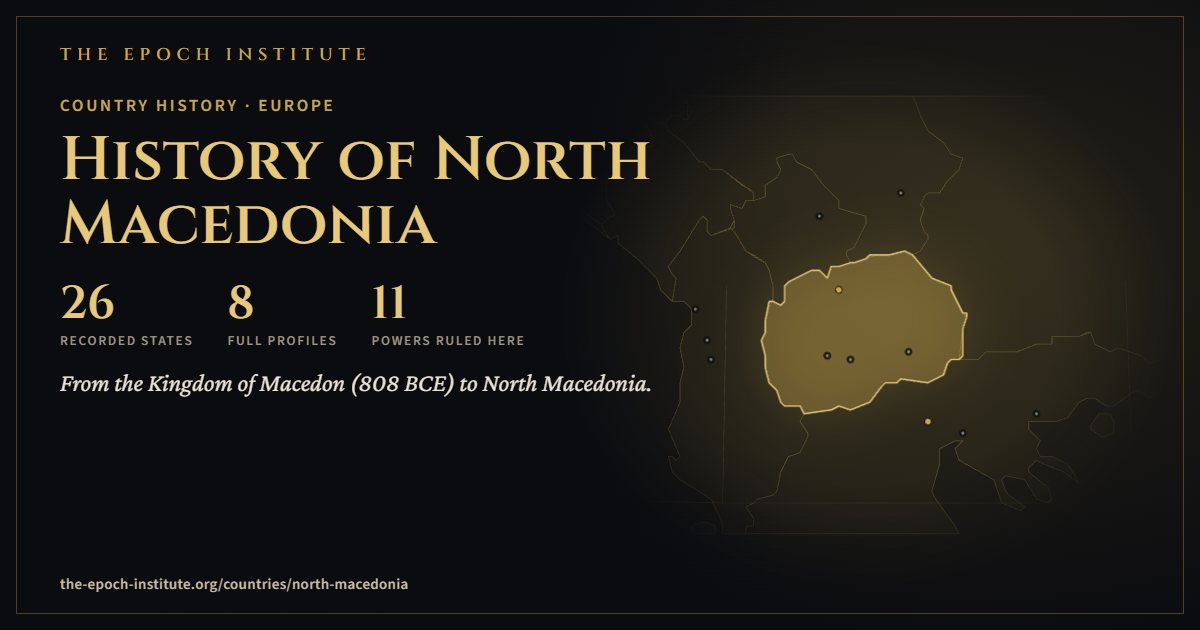 THE EPOCH INSTITUTE
COUNTRY HISTORY · EUROPE
History of North
Macedonia
26
8
11
RECORDED STATES
FULL PROFILES
POWERS RULED HERE
From the Kingdom of Macedon (808 BCE) to North Macedonia.
the-epoch-institute.org/countries/north-macedonia